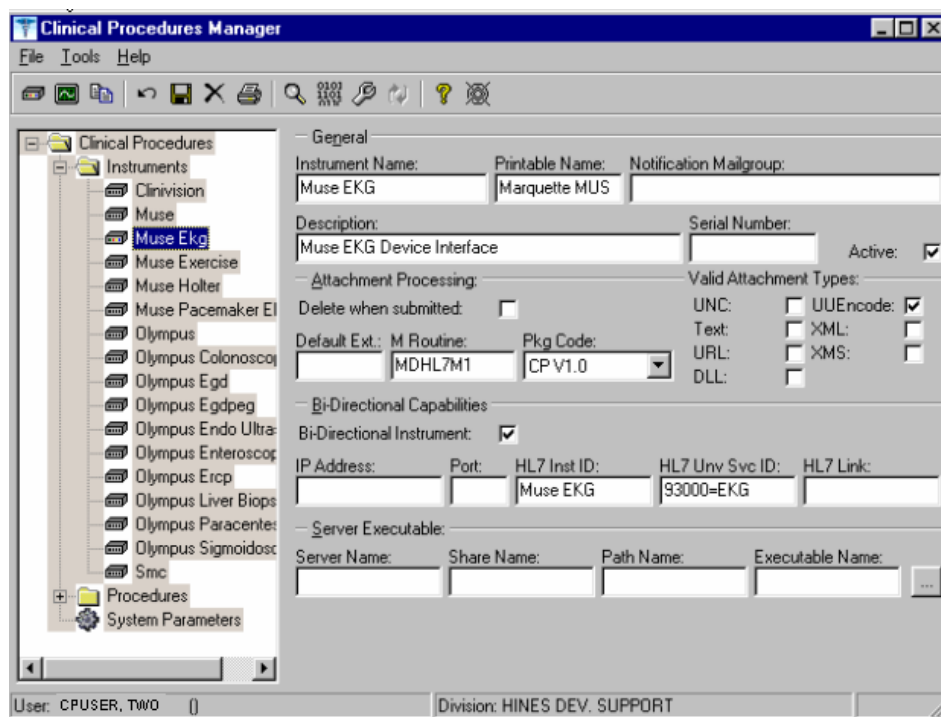 Clinical Procedures Manager
File Tools Help
Clinical Procedures
Instruments
Clinivision
Muse
Muse Ekg
Muse Exercise
Muse Holter
Muse Pacemaker El
Olympus
Olympus Colonoscop
Olympus Egd
Olympus Egdpeg
Olympus Endo Ultra
Olympus Enteroscop
Olympus Ercp
Olympus Liver Biops
Olympus Paracentes
Olympus Sigmoidosc
Smc
Procedures
System Parameters
General
Instrument Name: Printable Name: Notification Mailgroup:
Muse EKG Marquette MUS
Description: Serial Number:
Muse EKG Device Interface Active:
Attachment Processing: Valid Attachment Types:
Delete when submitted: UNC: UUEncode:
Text: XML:
Default Ext.: M Routine: Pkg Code: URL: XMS:
MDHL7M1 CP V1.0 DLL:
Bi-Directional Capabilities
Bi-Directional Instrument:
IP Address: Port: HL7 Inst ID: HL7 Unv Svc ID: HL7 Link:
Muse EKG 93000=EKG
Server Executable:
Server Name: Share Name: Path Name: Executable Name:
...
User: CPUSER, TWO () Division: HINES DEV. SUPPORT